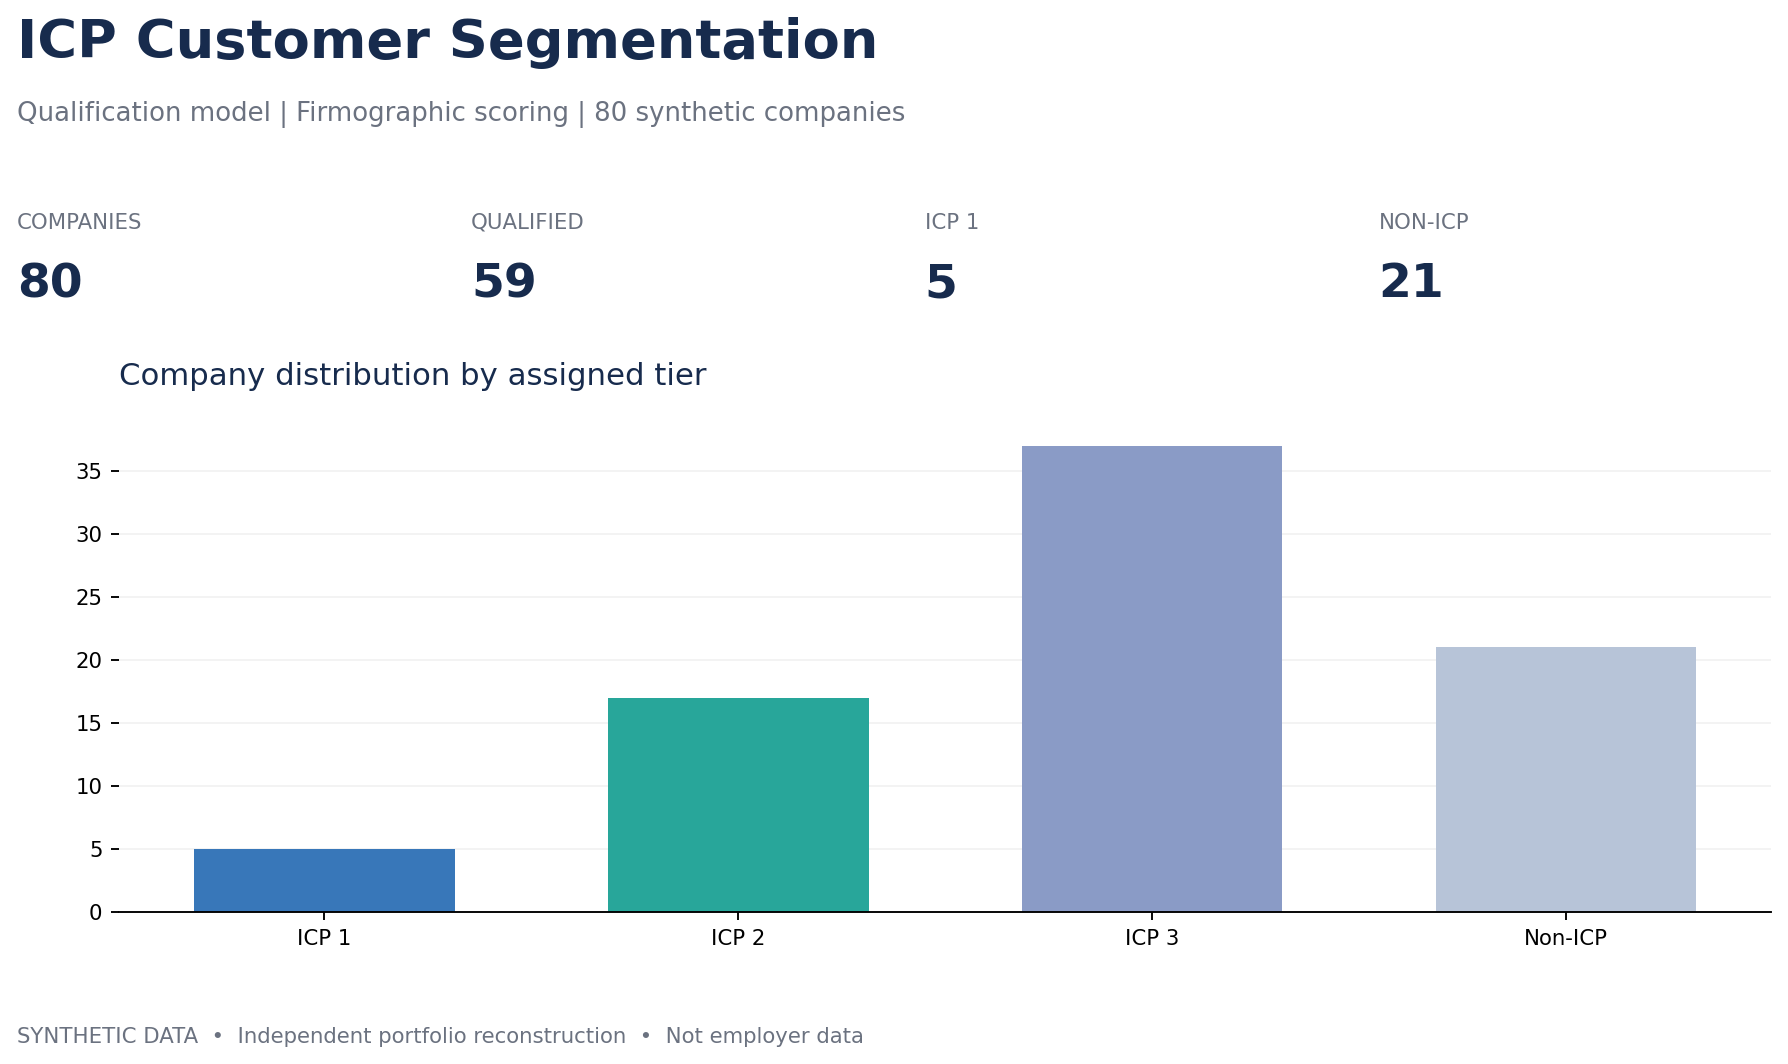 ICP Customer Segmentation
Qualification model | Firmographic scoring | 80 synthetic companies
COMPANIES
80
QUALIFIED
59
ICP 1
5
NON-ICP
21
Company distribution by assigned tier
35
30
25
20
15
10
5
0
ICP 1
ICP 2
ICP 3
Non-ICP
SYNTHETIC DATA • Independent portfolio reconstruction • Not employer data